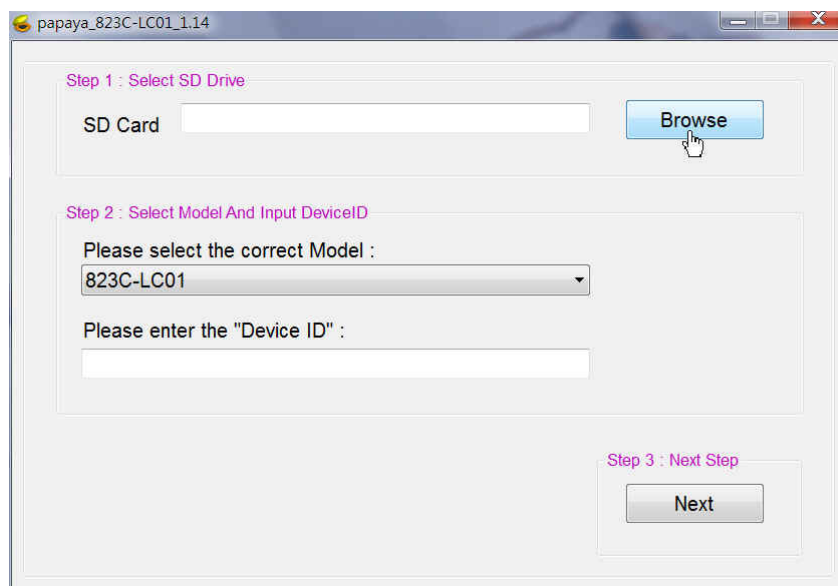 papaya_823C-LC01_1.14
Step 1 : Select SD Drive
SD Card
Browse
Step 2 : Select Model And Input DeviceID
Please select the correct Model :
823C-LC01
Please enter the "Device ID" :
Step 3 : Next Step
Next